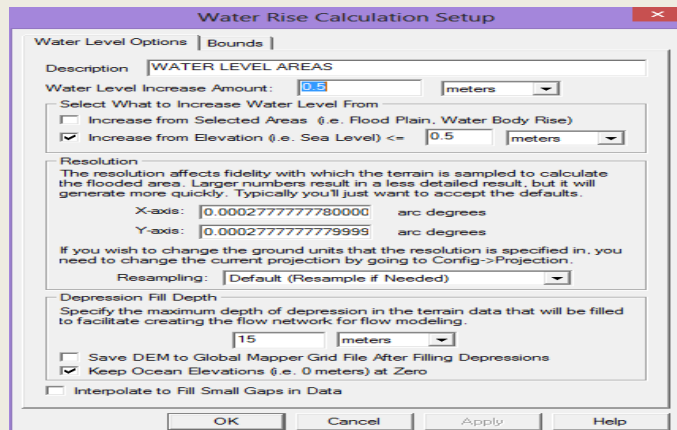 Water Rise Calculation Setup
Water Level Options Bounds
Description WATER LEVEL AREAS
Water Level Increase Amount: 0.5 meters
Select What to Increase Water Level From
Increase from Selected Areas (i.e. Flood Plain, Water Body Rise)
Increase from Elevation (i.e. Sea Level) <= 0.5 meters
Resolution
The resolution affects fidelity with which the terrain is sampled to calculate
the flooded area. Larger numbers result in a less detailed result, but it will
generate more quickly. Typically you'll just want to accept the defaults.
X-axis: 0.0002777777780000 arc degrees
Y-axis: 0.0002777777779999 arc degrees
If you wish to change the ground units that the resolution is specified in, you
need to change the current projection by going to Config->Projection.
Resampling: Default (Resample if Needed)
Depression Fill Depth
Specify the maximum depth of depression in the terrain data that will be filled
to facilitate creating the flow network for flow modeling.
15 meters
Save DEM to Global Mapper Grid File After Filling Depressions
Keep Ocean Elevations (i.e. 0 meters) at Zero
Interpolate to Fill Small Gaps in Data
OK Cancel Apply Help